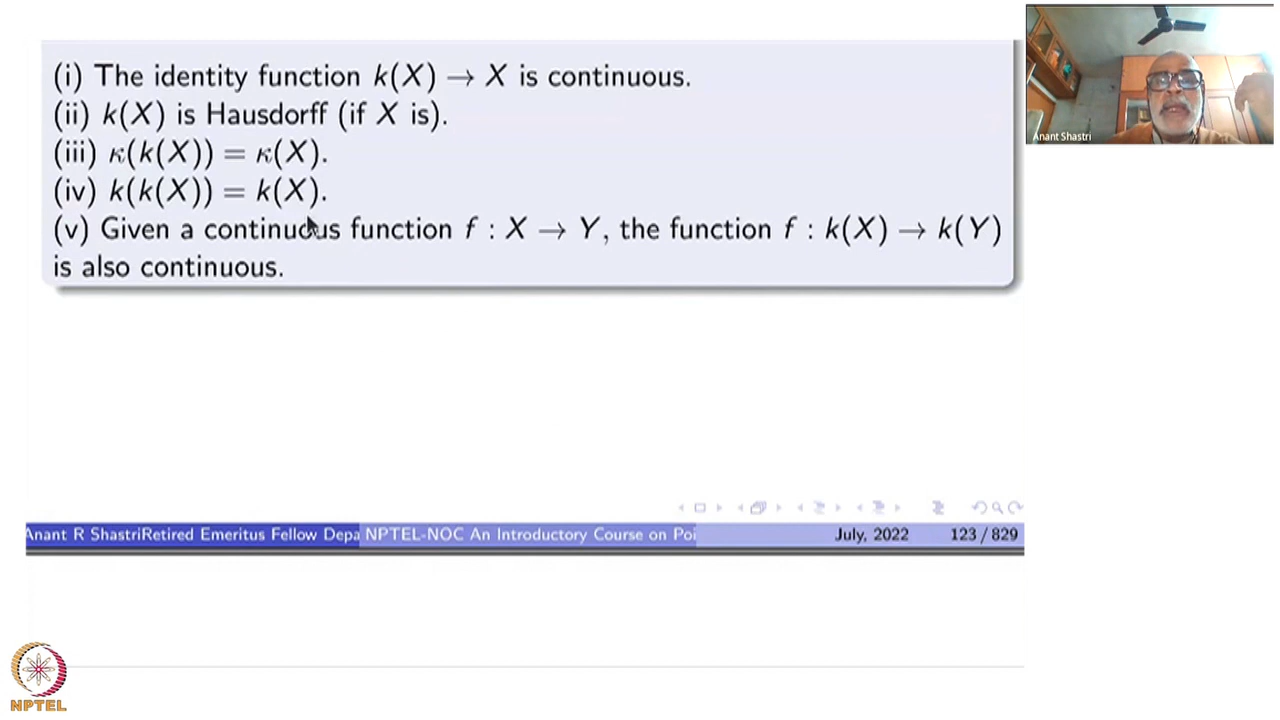 (i) The identity function k(X) → X is continuous.
(ii) k(X) is Hausdorff (if X is).
(iii) κ(k(X)) = κ(X).
(iv) k(k(X)) = k(X).
(v) Given a continuous function f : X → Y, the function f : k(X) → k(Y)
is also continuous.
Anant Shastri
Anant R ShastriRetired Emeritus Fellow Depa NPTEL-NOC An Introductory Course on Poi July, 2022 123 / 829
NPTEL